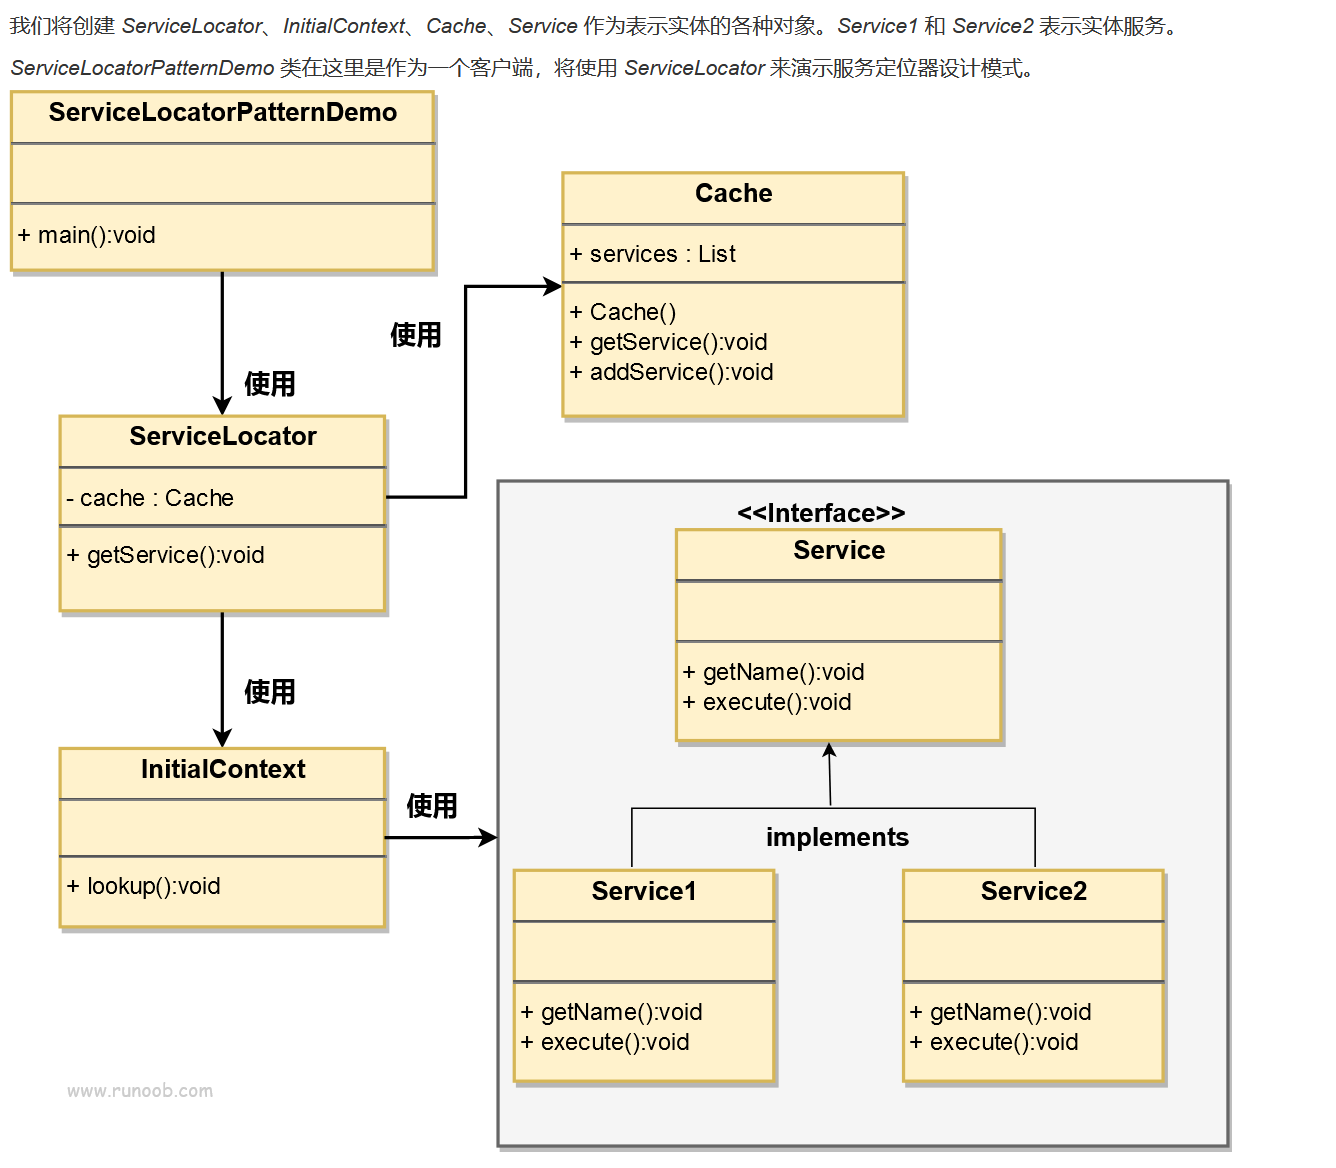 我们将创建 ServiceLocator、InitialContext、Cache、Service 作为表示实体的各种对象。Service1 和 Service2 表示实体服务。
ServiceLocatorPatternDemo 类在这里是作为一个客户端，将使用 ServiceLocator 来演示服务定位器设计模式。
ServiceLocatorPatternDemo
+ main():void
使用
ServiceLocator
- cache : Cache
+ getService():void
使用
Cache
+ services : List
+ Cache()
+ getService():void
+ addService():void
使用
InitialContext
+ lookup():void
使用
<<Interface>>
Service
+ getName():void
+ execute():void
implements
Service1
+ getName():void
+ execute():void
Service2
+ getName():void
+ execute():void
www.runoob.com